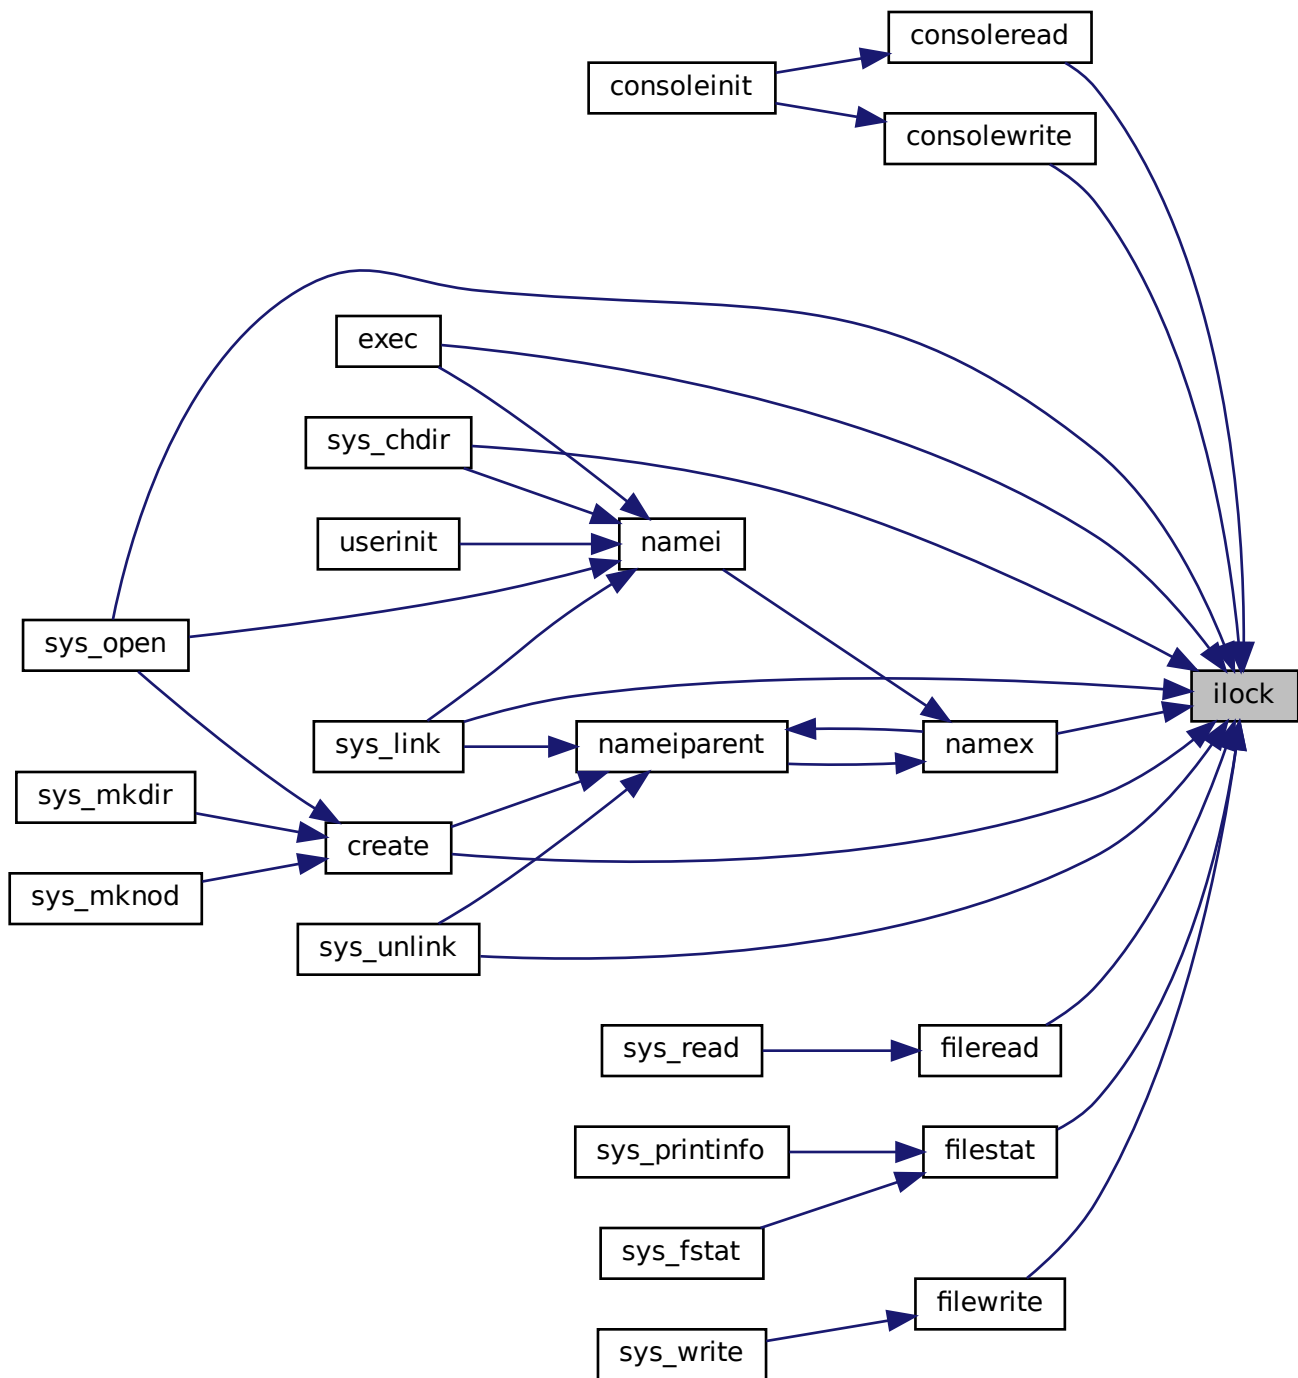 consoleread
consoleinit
consolewrite
exec
sys_chdir
userinit
namei
sys_open
ilock
sys_link
nameiparent
namex
sys_mkdir
create
sys_mknod
sys_unlink
sys_read
fileread
sys_printinfo
filestat
sys_fstat
filewrite
sys_write